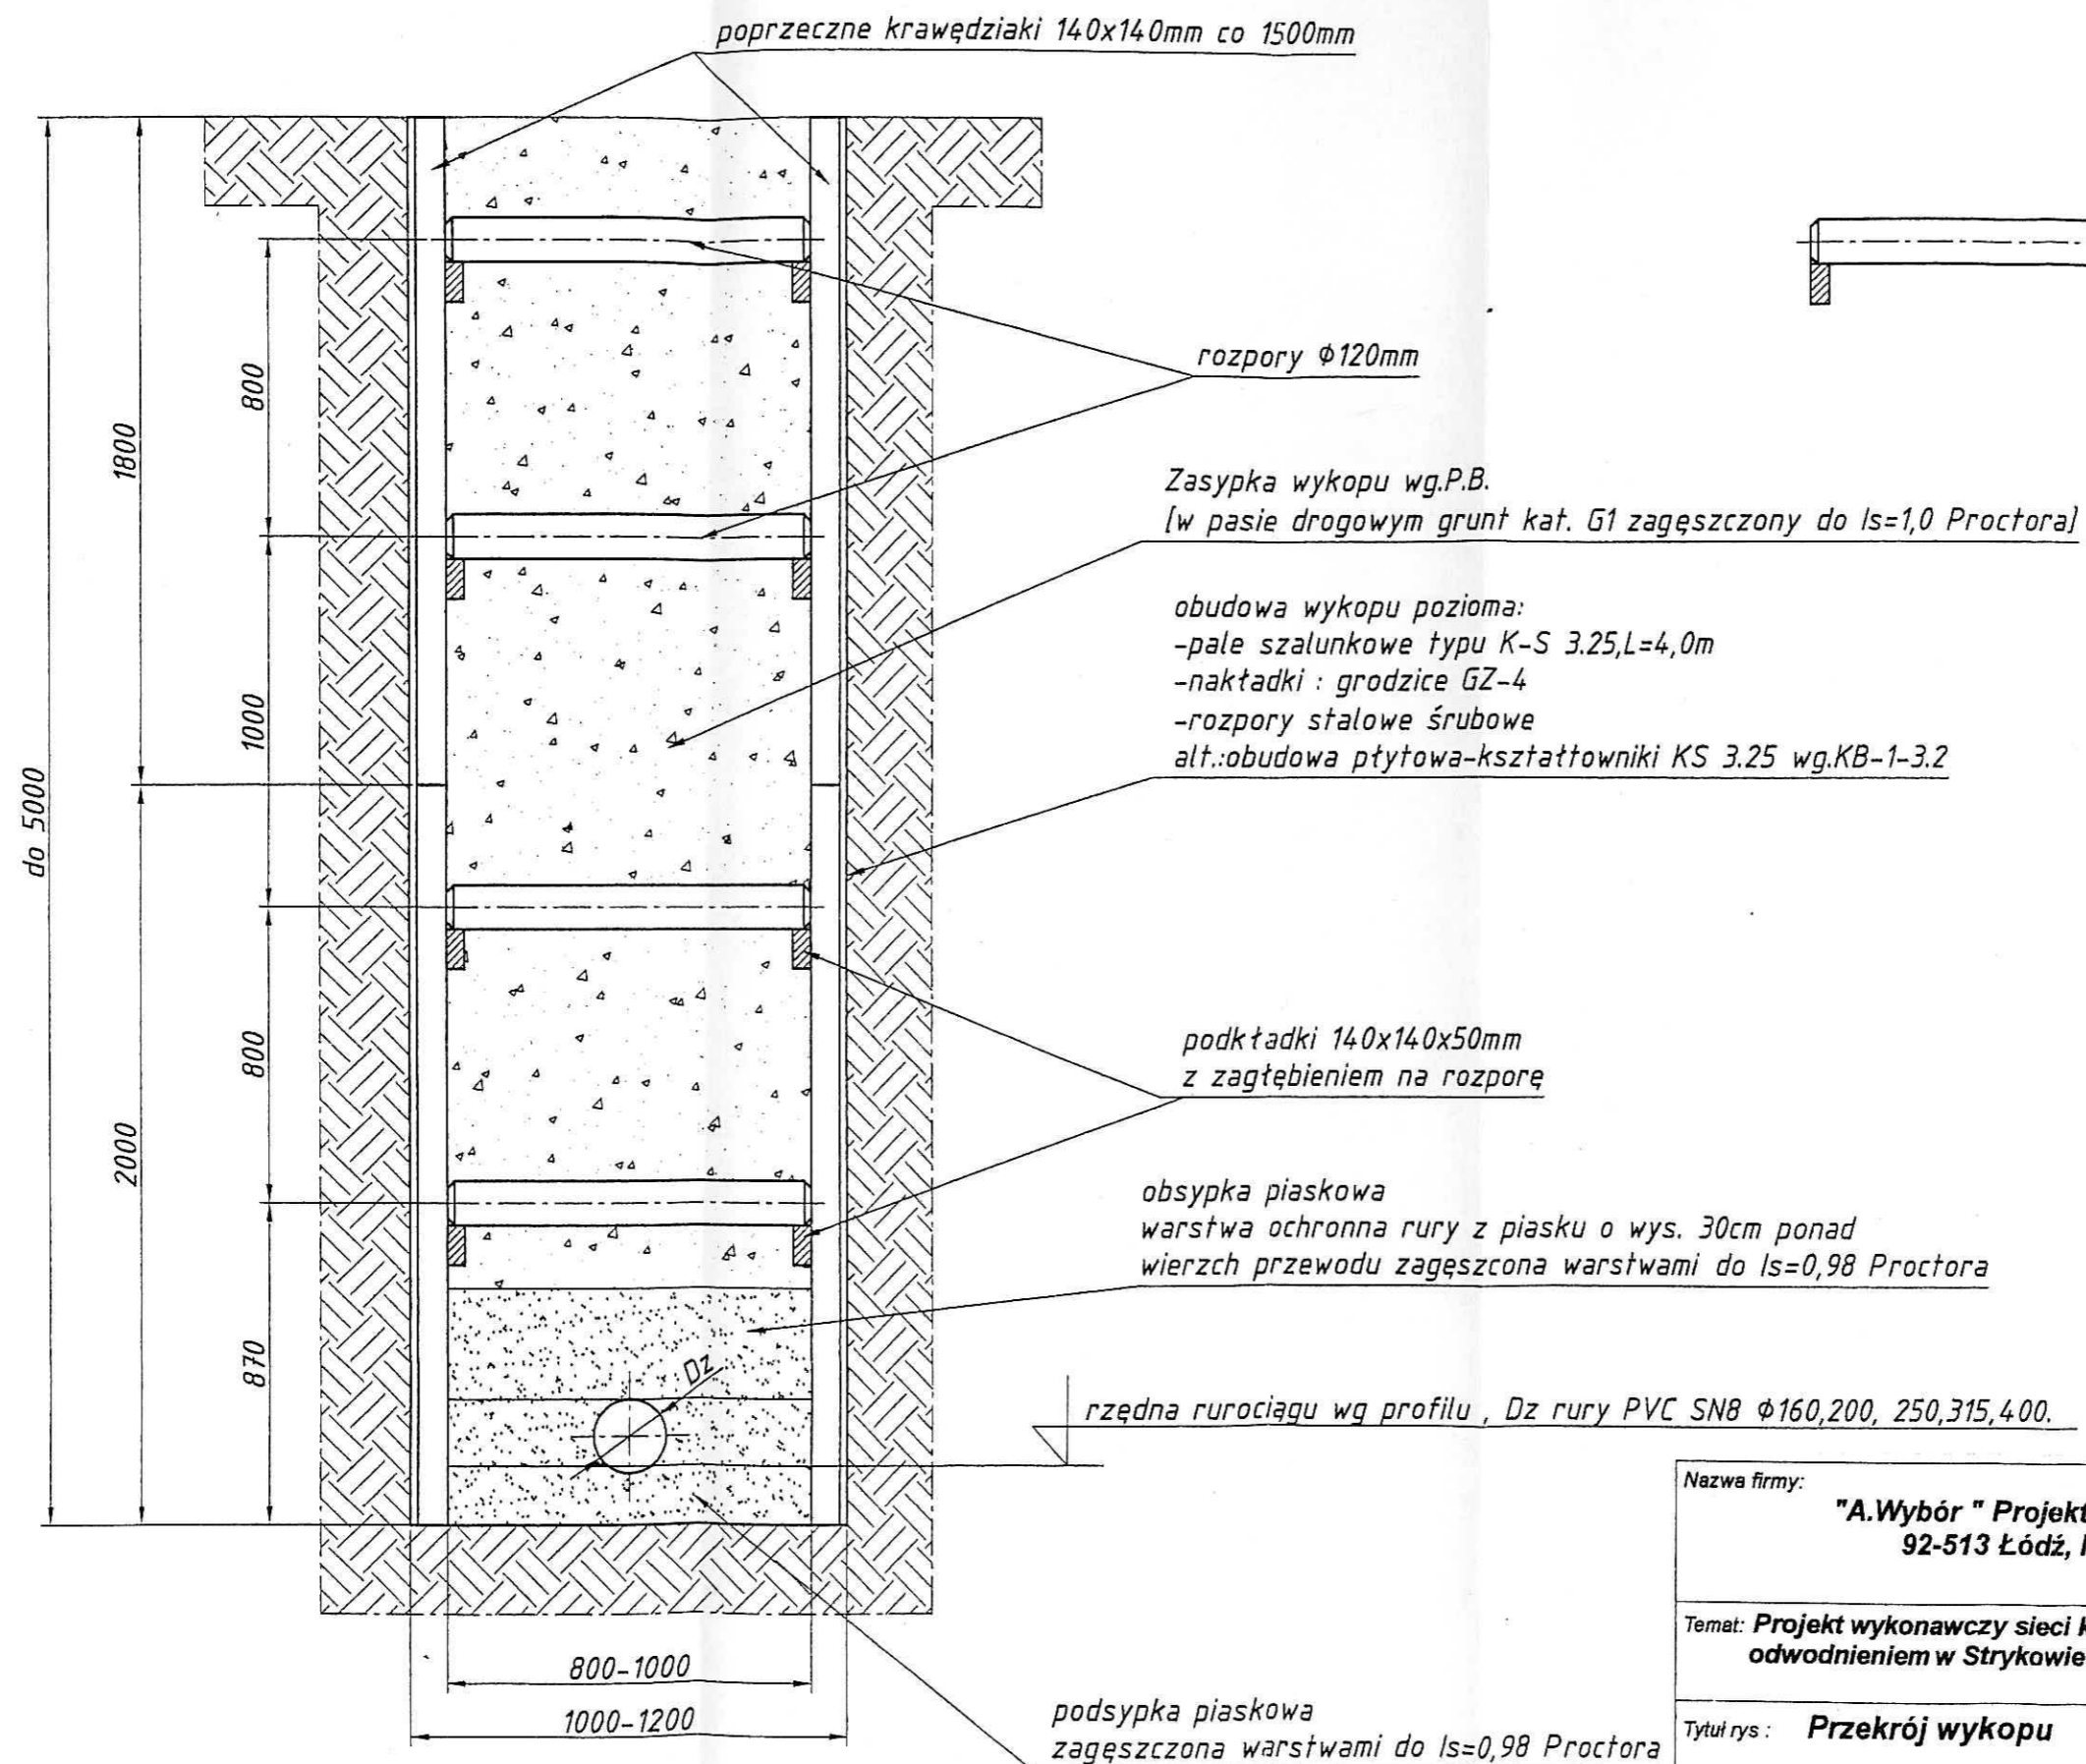 poprzeczne krawędziaki 140x140mm co 1500mm
rozpory Φ120mm
Zasypka wykopu wg.P.B.
[w pasie drogowym grunt kat. G1 zagęszczony do Is=1,0 Proctora]
obudowa wykopu pozioma:
-pale szalunkowe typu K-S 3.25,L=4,0m
-nakładki : grodzice GZ-4
-rozpory stalowe śrubowe
alt.:obudowa płytowa-kształtowniki KS 3.25 wg.KB-1-3.2
podkładki 140x140x50mm
z zagłębieniem na rozporę
obsypka piaskowa
warstwa ochronna rury z piasku o wys. 30cm ponad
wierzch przewodu zagęszcona warstwami do Is=0,98 Proctora
rzędna rurociągu wg profilu , Dz rury PVC SN8 Φ160,200, 250,315,400.
podsypka piaskowa
zagęszczona warstwami do Is=0,98 Proctora
do 5000
1800
2000
800
1000
800
870
Dz
800-1000
1000-1200
Nazwa firmy:
"A.Wybór " Projekt
92-513 Łódź,
Temat: Projekt wykonawczy sieci
odwodnieniem w Strykowie
Tytuł rys : Przekrój wykopu